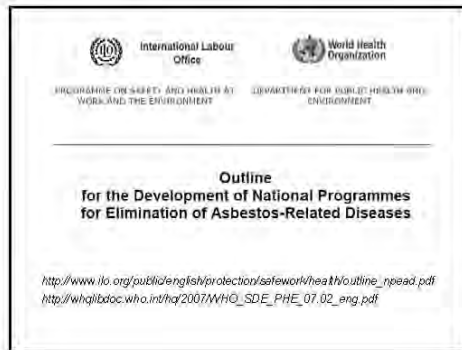 International Labour
Office
World Health
Organization
PROGRAMME ON SAFETY AND HEALTH AT
WORK AND THE ENVIRONMENT
DEPARTMENT FOR PUBLIC HEALTH AND
ENVIRONMENT
Outline
for the Development of National Programmes
for Elimination of Asbestos-Related Diseases
http://www.ilo.org/public/english/protection/safework/health/outline_npead.pdf
http://whqlibdoc.who.int/hq/2007/WHO_SDE_PHE_07.02_eng.pdf